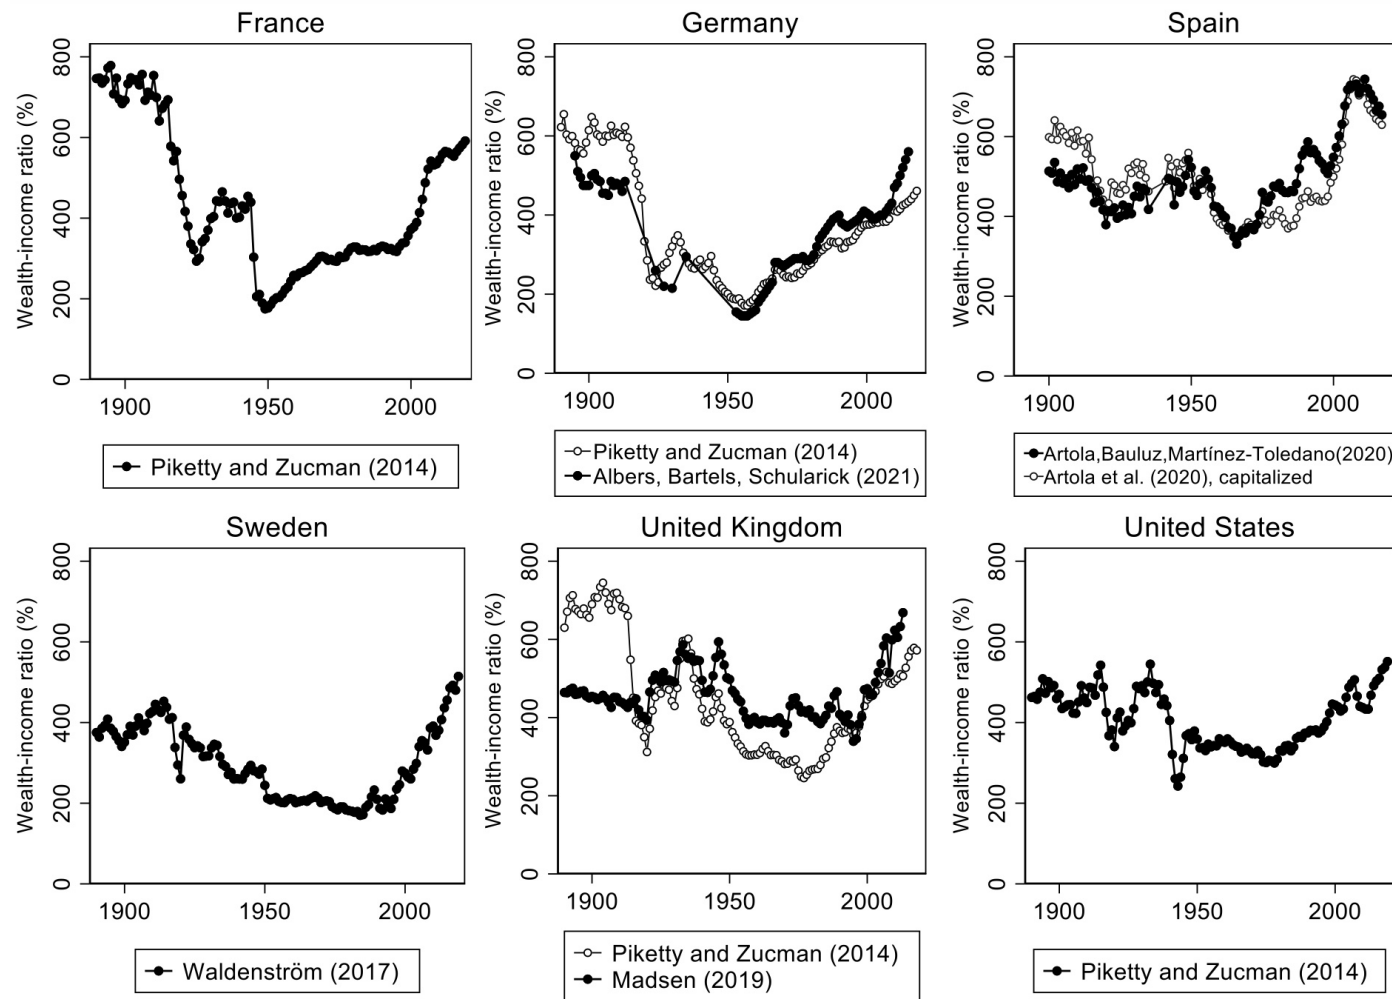 France
Germany
Spain
Wealth-income ratio (%)
0 200 400 600 800
1900 1950 2000
Piketty and Zucman (2014)
Wealth-income ratio (%)
0 200 400 600 800
1900 1950 2000
Piketty and Zucman (2014)
Albers, Bartels, Schularick (2021)
Wealth-income ratio (%)
0 200 400 600 800
1900 1950 2000
Artola,Bauluz,Martínez-Toledano(2020)
Artola et al. (2020), capitalized
Sweden
United Kingdom
United States
Wealth-income ratio (%)
0 200 400 600 800
1900 1950 2000
Waldenström (2017)
Wealth-income ratio (%)
0 200 400 600 800
1900 1950 2000
Piketty and Zucman (2014)
Madsen (2019)
Wealth-income ratio (%)
0 200 400 600 800
1900 1950 2000
Piketty and Zucman (2014)